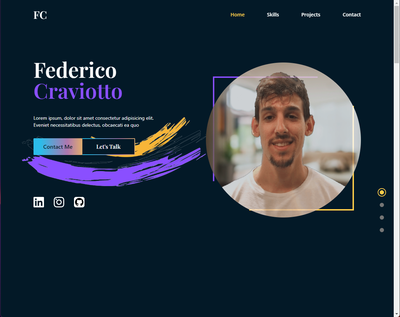 FC
Home Skills Projects Contact
Federico
Craviotto
Lorem ipsum, dolor sit amet consectetur adipisicing elit.
Eveniet necessitatibus delectus, obcaecati ea quo
Contact Me Let's Talk